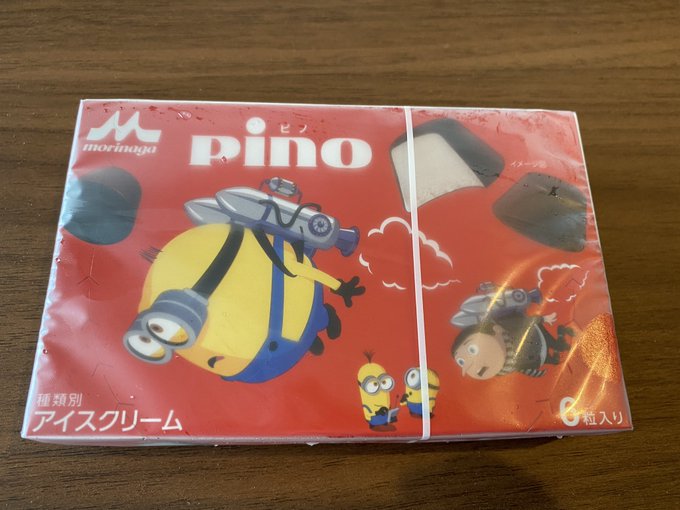 morinaga
ピノ
pino
イメージ図
種類別
アイスクリーム
6粒入り